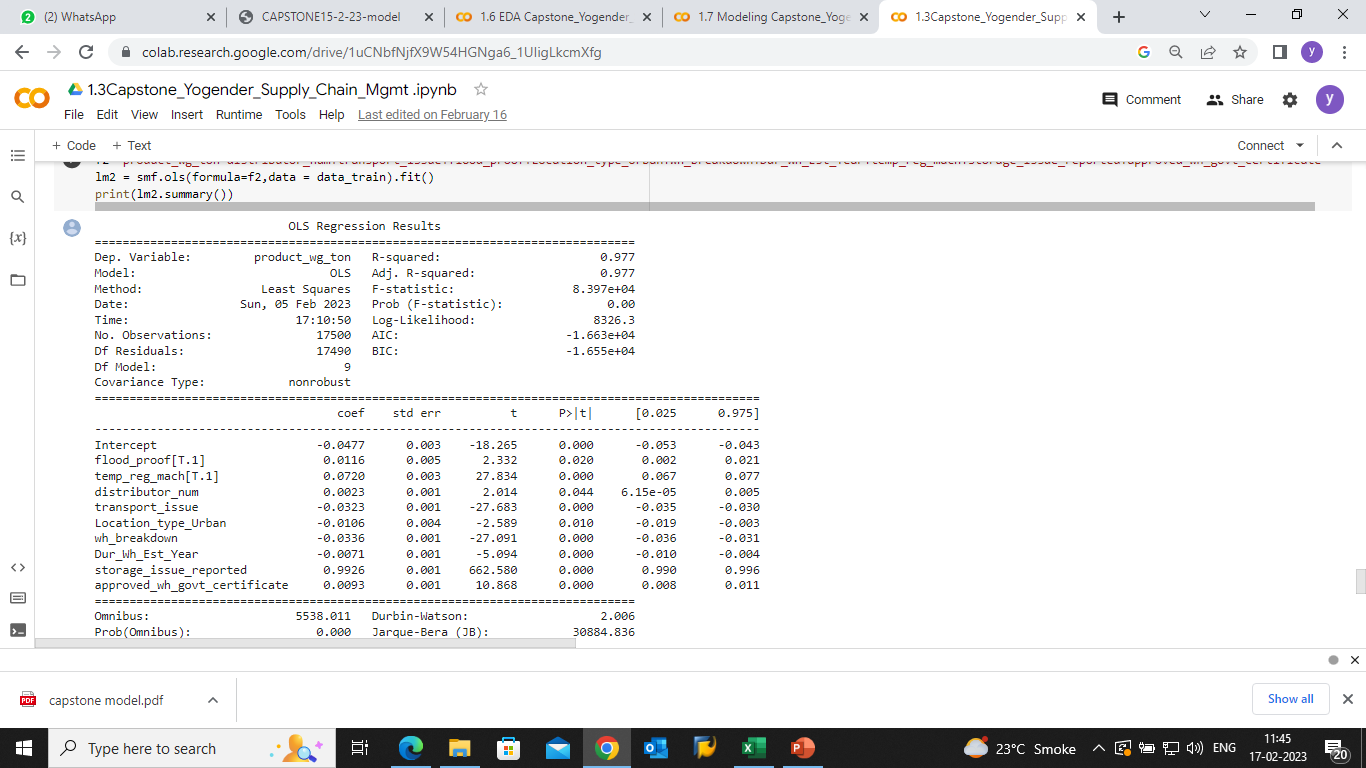 (2) WhatsApp
CAPSTONE15-2-23-model
1.6 EDA Capstone_Yogender_
1.7 Modeling Capstone_Yoge
1.3Capstone_Yogender_Supp
colab.research.google.com/drive/1uCNbfNjfX9W54HGNga6_1UIigLkcmXfg
y
1.3Capstone_Yogender_Supply_Chain_Mgmt .ipynb
Comment
Share
y
File Edit View Insert Runtime Tools Help Last edited on February 16
+ Code + Text
Connect
lm2 = smf.ols(formula=f2,data = data_train).fit()
print(lm2.summary())
{x}
OLS Regression Results
==============================================================================
Dep. Variable: product_wg_ton R-squared: 0.977
Model: OLS Adj. R-squared: 0.977
Method: Least Squares F-statistic: 8.397e+04
Date: Sun, 05 Feb 2023 Prob (F-statistic): 0.00
Time: 17:10:50 Log-Likelihood: 8326.3
No. Observations: 17500 AIC: -1.663e+04
Df Residuals: 17490 BIC: -1.655e+04
Df Model: 9
Covariance Type: nonrobust
================================================================================================
coef std err t P>|t| [0.025 0.975]
------------------------------------------------------------------------------------------------
Intercept -0.0477 0.003 -18.265 0.000 -0.053 -0.043
flood_proof[T.1] 0.0116 0.005 2.332 0.020 0.002 0.021
temp_reg_mach[T.1] 0.0720 0.003 27.834 0.000 0.067 0.077
distributor_num 0.0023 0.001 2.014 0.044 6.15e-05 0.005
transport_issue -0.0323 0.001 -27.683 0.000 -0.035 -0.030
Location_type_Urban -0.0106 0.004 -2.589 0.010 -0.019 -0.003
wh_breakdown -0.0336 0.001 -27.091 0.000 -0.036 -0.031
Dur_Wh_Est_Year -0.0071 0.001 -5.094 0.000 -0.010 -0.004
storage_issue_reported 0.9926 0.001 662.580 0.000 0.990 0.996
approved_wh_govt_certificate 0.0093 0.001 10.868 0.000 0.008 0.011
==============================================================================
Omnibus: 5538.011 Durbin-Watson: 2.006
Prob(Omnibus): 0.000 Jarque-Bera (JB): 30884.836
PDF
capstone model.pdf
Show all
Type here to search
23°C Smoke
ENG
11:45
17-02-2023
20